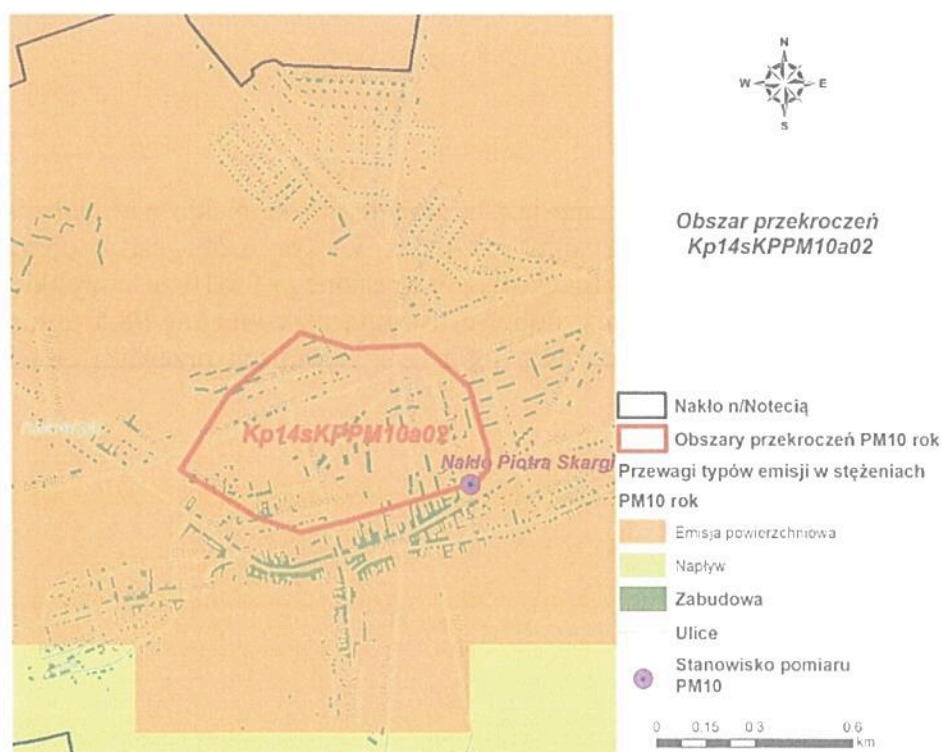 N
W E
S
Obszar przekroczeń
Kp14sKPPM10a02
Kp14sKPPM10a02
Nakło Piotra Skargi
Nakło n/Notecią
Obszary przekroczeń PM10 rok
Przewagi typów emisji w stężeniach
PM10 rok
Emisja powierzchniowa
Napływ
Zabudowa
Ulice
Stanowisko pomiaru
PM10
0 0,15 0,3 0,6
km